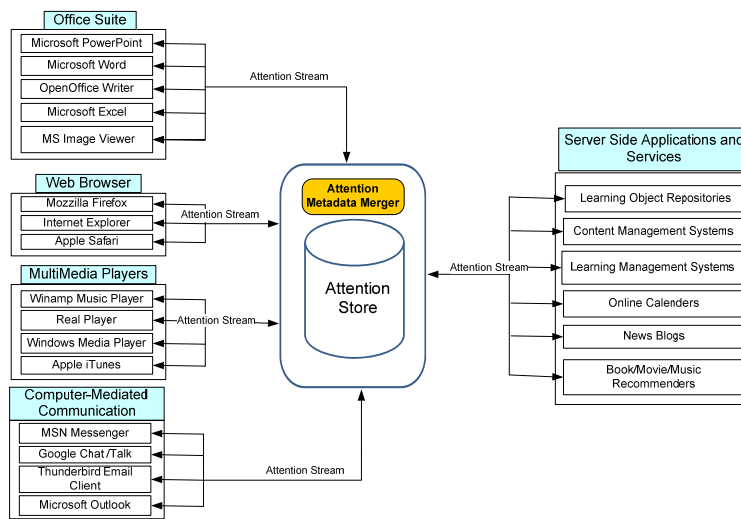 Office Suite
Microsoft PowerPoint
Microsoft Word
OpenOffice Writer
Microsoft Excel
MS Image Viewer
Attention Stream
Web Browser
Mozzilla Firefox
Internet Explorer
Apple Safari
Attention Stream
MultiMedia Players
Winamp Music Player
Real Player
Windows Media Player
Apple iTunes
Attention Stream
Computer-Mediated
Communication
MSN Messenger
Google Chat/Talk
Thunderbird Email
Client
Microsoft Outlook
Attention Stream
Attention
Metadata Merger
Attention
Store
Attention Stream
Server Side Applications and
Services
Learning Object Repositories
Content Management Systems
Learning Management Systems
Online Calenders
News Blogs
Book/Movie/Music
Recommenders